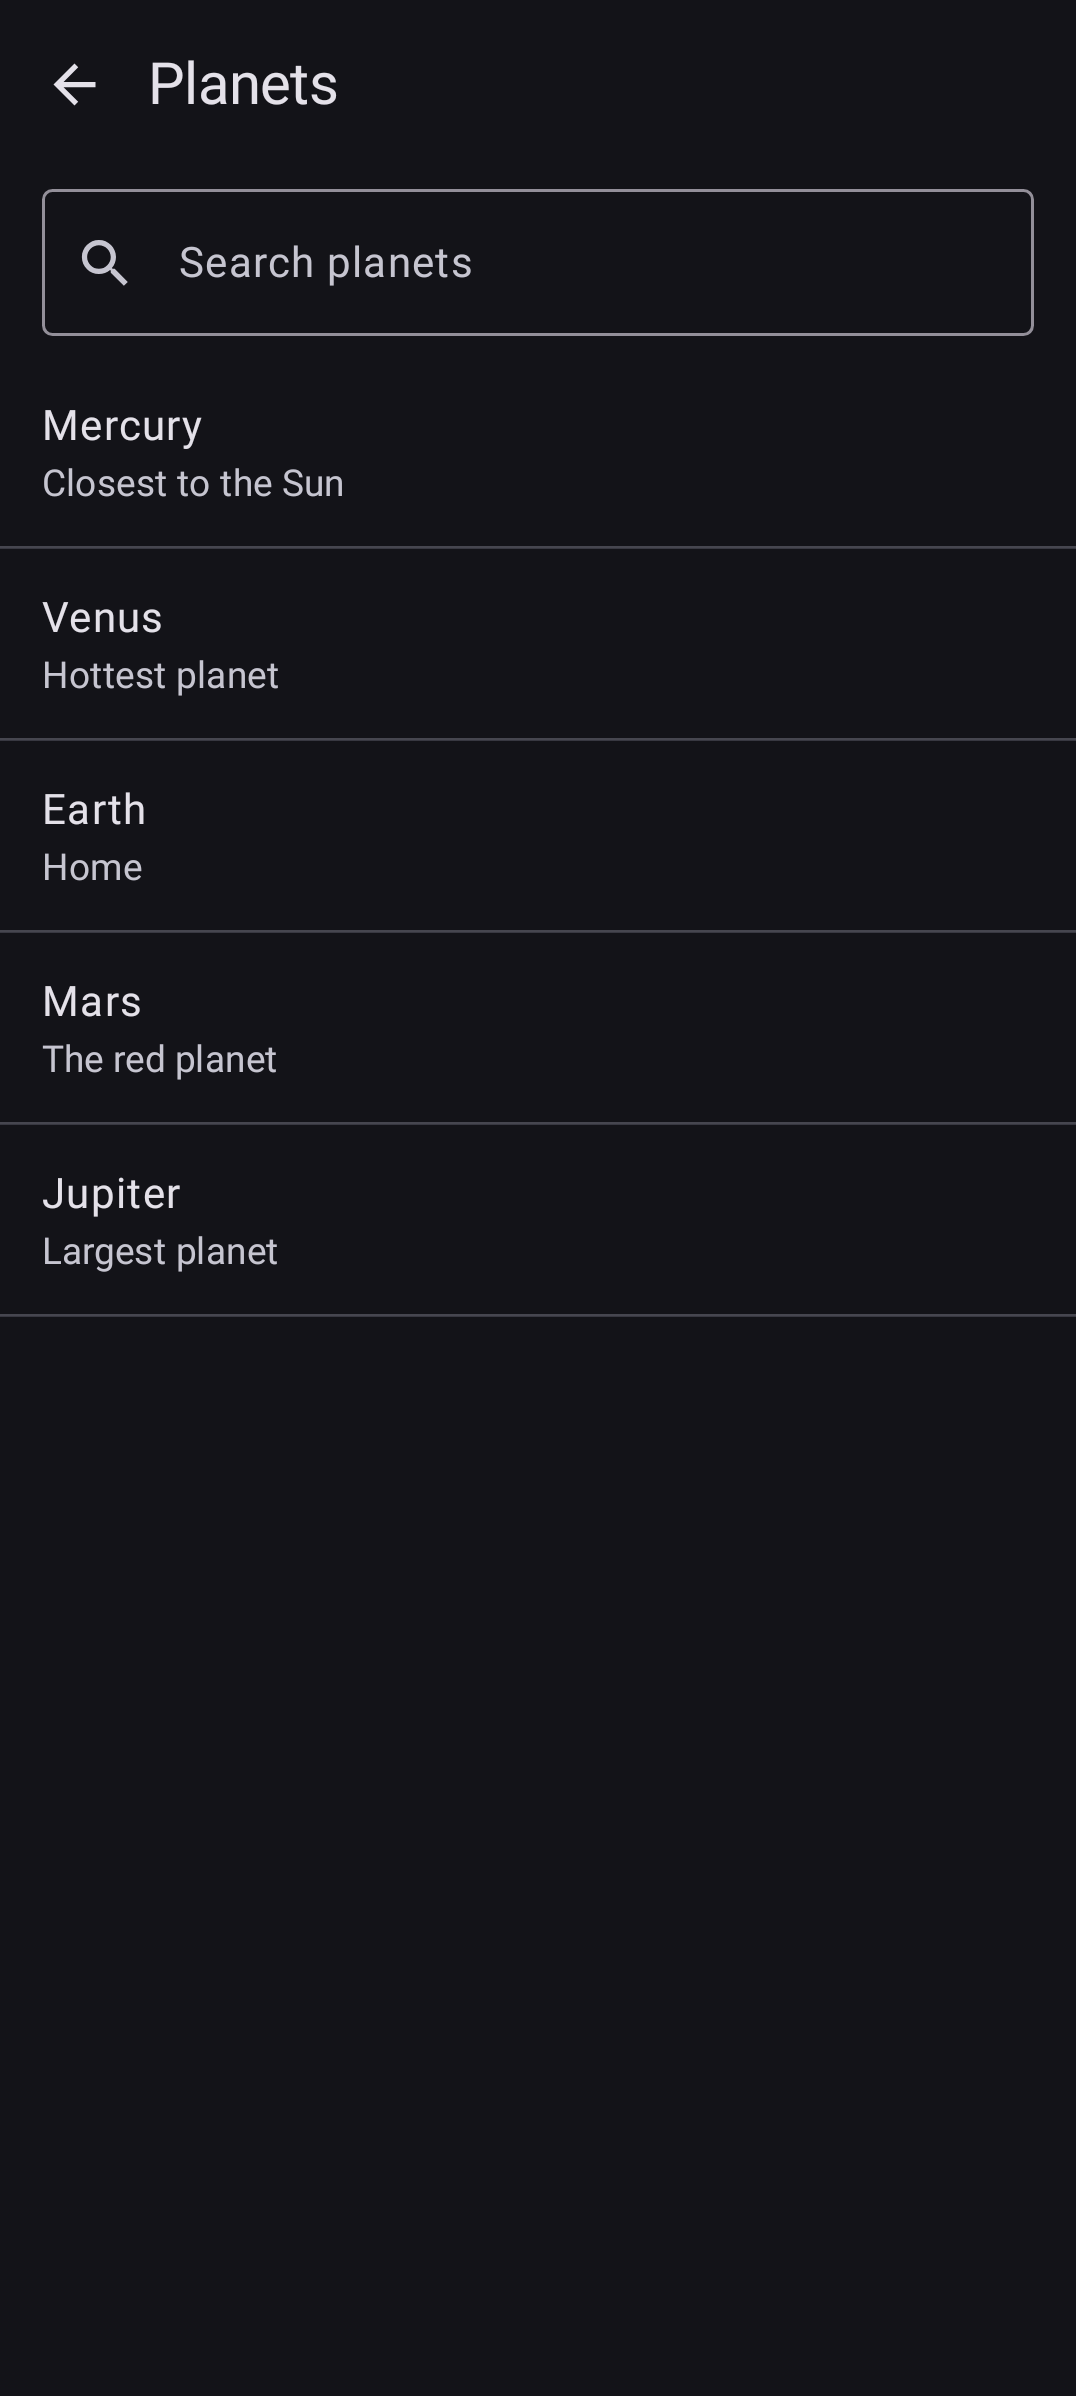 Planets
Search planets
Mercury
Closest to the Sun
Venus
Hottest planet
Earth
Home
Mars
The red planet
Jupiter
Largest planet